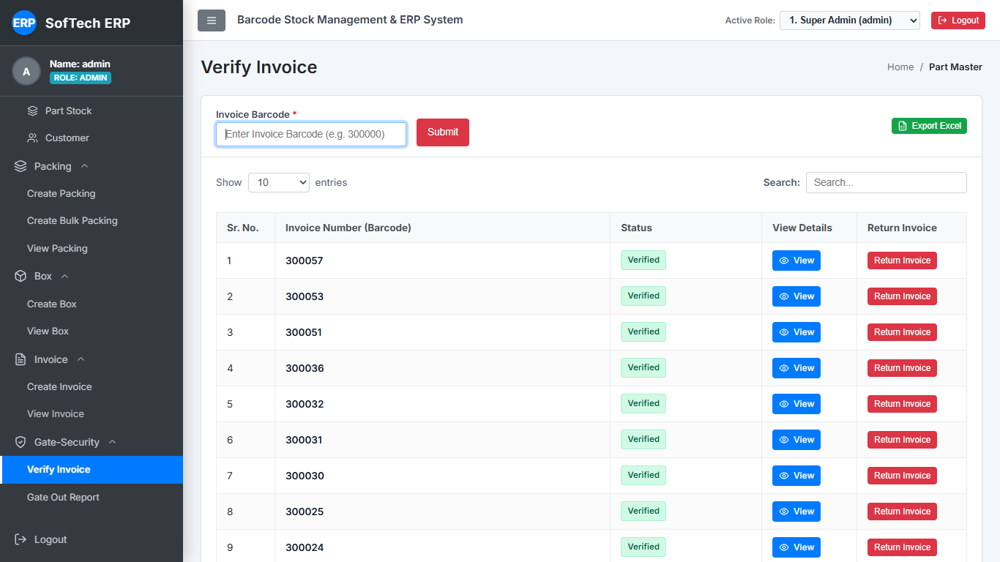 ERP SofTech ERP
A
Name: admin
ROLE: ADMIN
Part Stock
Customer
Packing
Create Packing
Create Bulk Packing
View Packing
Box
Create Box
View Box
Invoice
Create Invoice
View Invoice
Gate-Security
Verify Invoice
Gate Out Report
Logout
Barcode Stock Management & ERP System
Active Role: 1. Super Admin (admin) Logout
Verify Invoice
Home / Part Master
Invoice Barcode *
Enter Invoice Barcode (e.g. 300000) Submit
Export Excel
Show 10 entries
Search: Search...
Sr. No. Invoice Number (Barcode) Status View Details Return Invoice
1 300057 Verified View Return Invoice
2 300053 Verified View Return Invoice
3 300051 Verified View Return Invoice
4 300036 Verified View Return Invoice
5 300032 Verified View Return Invoice
6 300031 Verified View Return Invoice
7 300030 Verified View Return Invoice
8 300025 Verified View Return Invoice
9 300024 Verified View Return Invoice